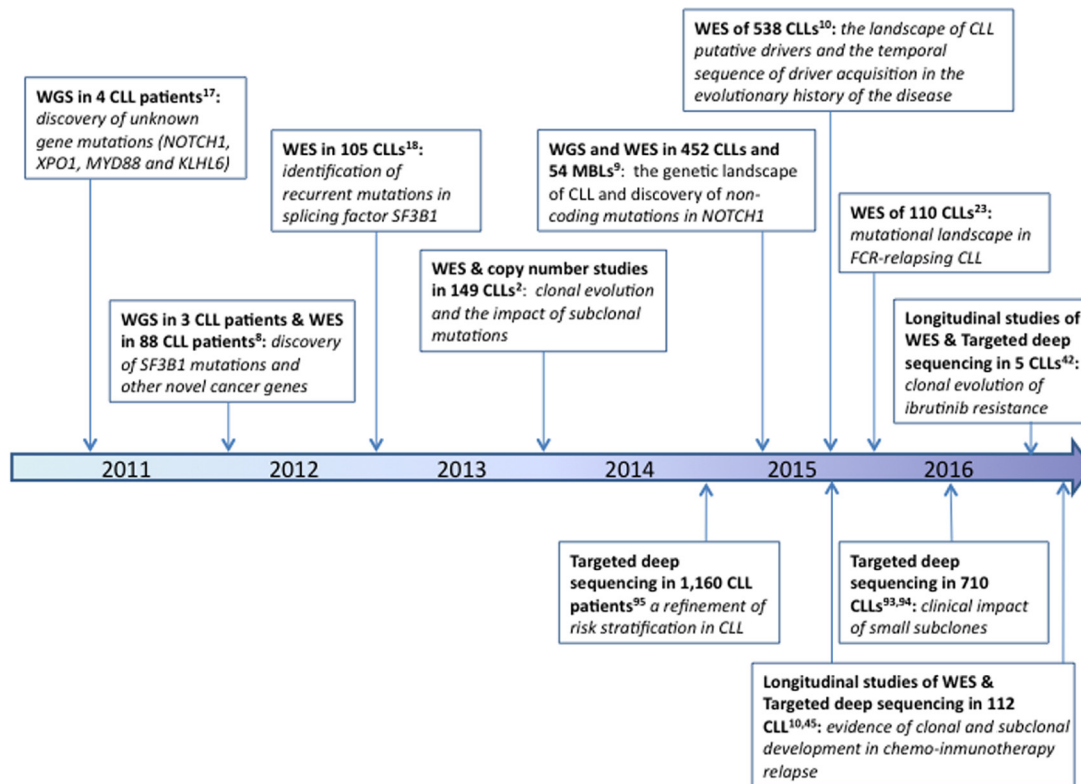 WES of 538 CLLs10: the landscape of CLL
putative drivers and the temporal
sequence of driver acquisition in the
evolutionary history of the disease
WGS in 4 CLL patients17:
discovery of unknown
gene mutations (NOTCH1,
XPO1, MYD88 and KLHL6)
WES in 105 CLLs18:
identification of
recurrent mutations in
splicing factor SF3B1
WGS and WES in 452 CLLs and
54 MBLs9: the genetic landscape
of CLL and discovery of non-
coding mutations in NOTCH1
WES of 110 CLLs23:
mutational landscape in
FCR-relapsing CLL
WES & copy number studies
in 149 CLLs2: clonal evolution
and the impact of subclonal
mutations
WGS in 3 CLL patients & WES
in 88 CLL patients8: discovery
of SF3B1 mutations and
other novel cancer genes
Longitudinal studies of
WES & Targeted deep
sequencing in 5 CLLs42:
clonal evolution of
ibrutinib resistance
2011 2012 2013 2014 2015 2016
Targeted deep
sequencing in 1,160 CLL
patients95 a refinement of
risk stratification in CLL
Targeted deep
sequencing in 710
CLLs93,94: clinical impact
of small subclones
Longitudinal studies of WES &
Targeted deep sequencing in 112
CLL10,45: evidence of clonal and subclonal
development in chemo-inmunotherapy
relapse